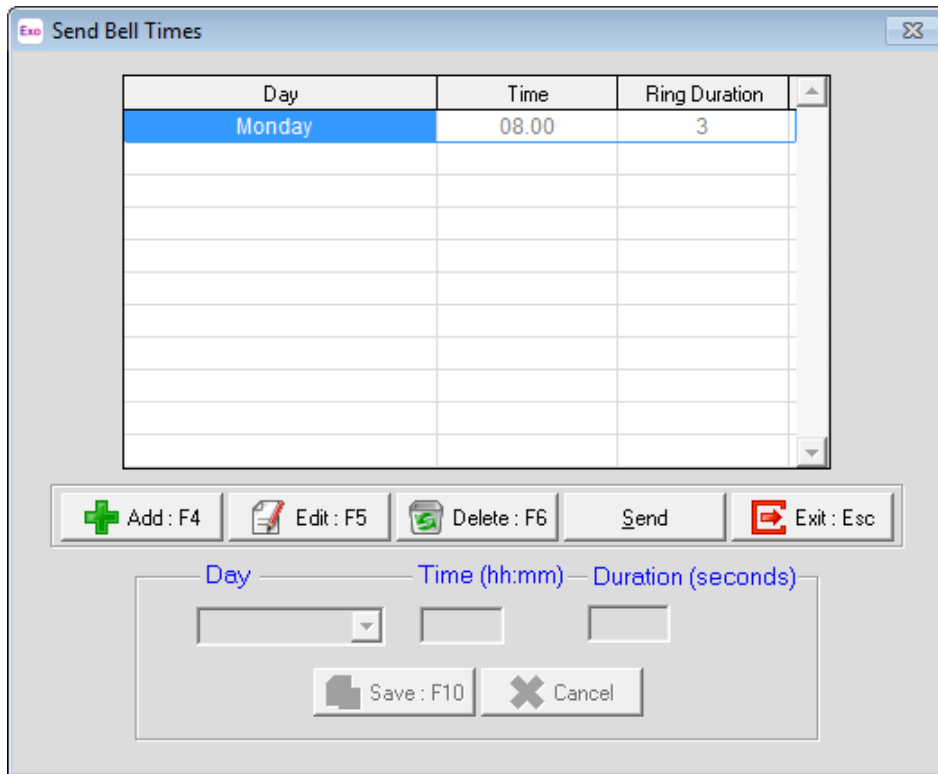 Exo Send Bell Times
Day Time Ring Duration
Monday 08.00 3
Add : F4 Edit : F5 Delete : F6 Send Exit : Esc
Day Time (hh:mm) Duration (seconds)
Save : F10 Cancel